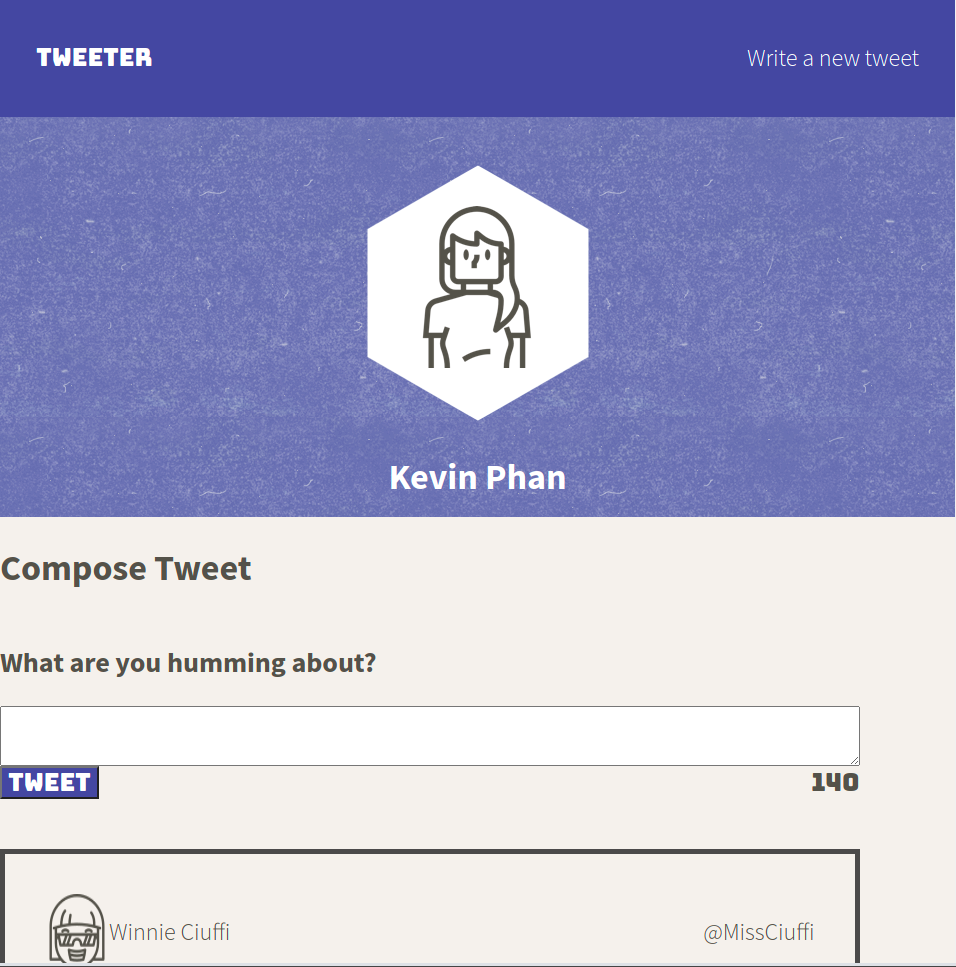 TWEETER
Write a new tweet
Kevin Phan
Compose Tweet
What are you humming about?
TWEET
140
Winnie Ciuffi
@MissCiuffi